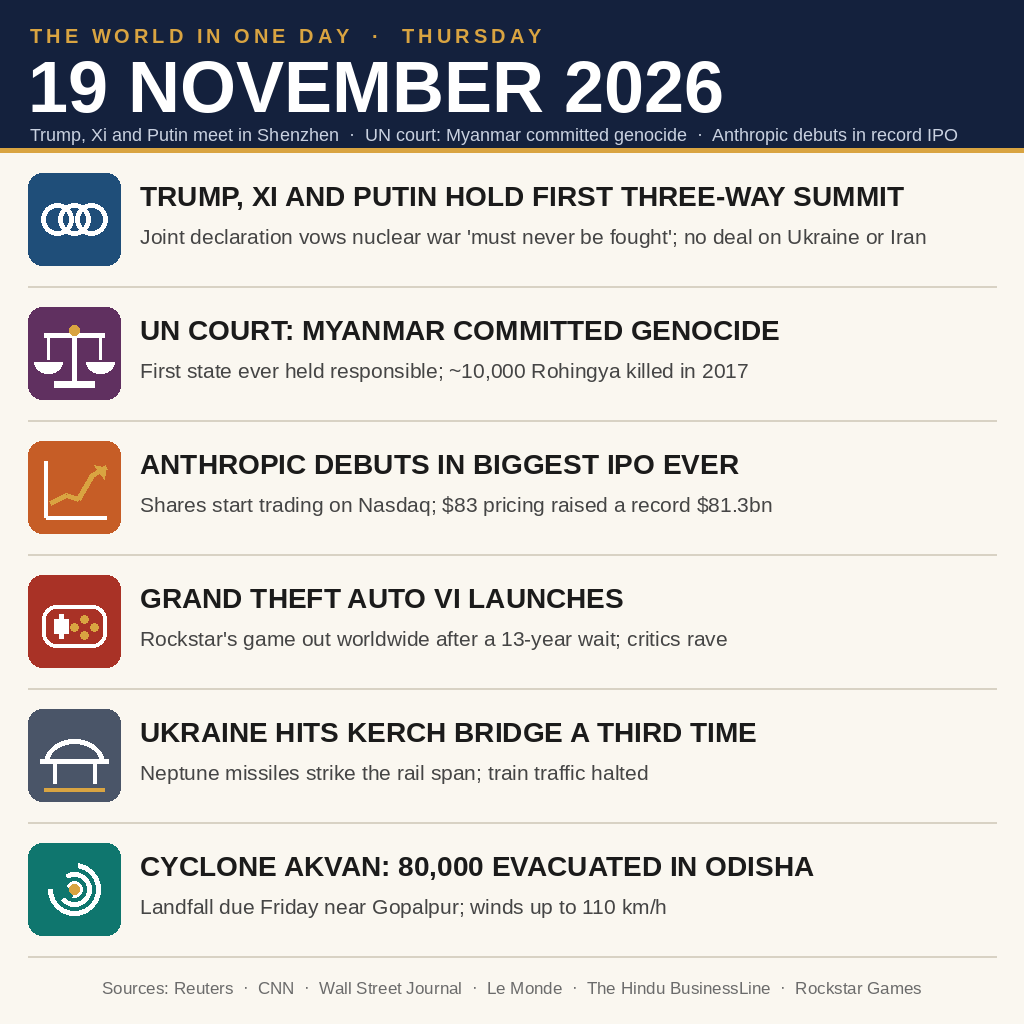 THE WORLD IN ONE DAY · THURSDAY
19 NOVEMBER 2026
Trump, Xi and Putin meet in Shenzhen · UN court: Myanmar committed genocide · Anthropic debuts in record IPO
TRUMP, XI AND PUTIN HOLD FIRST THREE-WAY SUMMIT
Joint declaration vows nuclear war 'must never be fought'; no deal on Ukraine or Iran
UN COURT: MYANMAR COMMITTED GENOCIDE
First state ever held responsible; ~10,000 Rohingya killed in 2017
ANTHROPIC DEBUTS IN BIGGEST IPO EVER
Shares start trading on Nasdaq; $83 pricing raised a record $81.3bn
GRAND THEFT AUTO VI LAUNCHES
Rockstar's game out worldwide after a 13-year wait; critics rave
UKRAINE HITS KERCH BRIDGE A THIRD TIME
Neptune missiles strike the rail span; train traffic halted
CYCLONE AKVAN: 80,000 EVACUATED IN ODISHA
Landfall due Friday near Gopalpur; winds up to 110 km/h
Sources: Reuters · CNN · Wall Street Journal · Le Monde · The Hindu BusinessLine · Rockstar Games